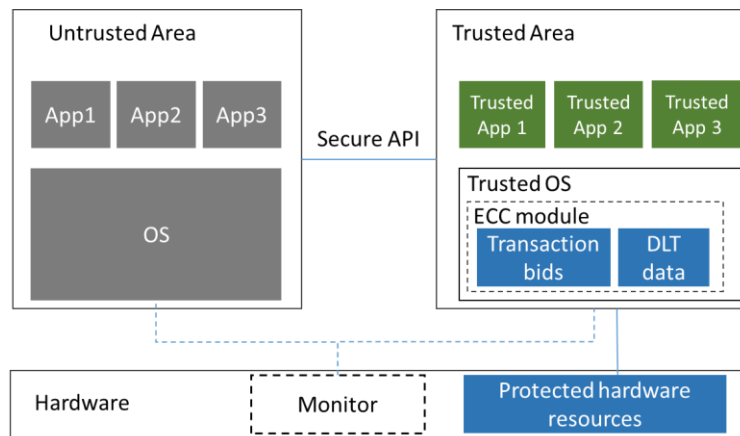 Untrusted Area
App1
App2
App3
OS
Secure API
Trusted Area
Trusted
App 1
Trusted
App 2
Trusted
App 3
Trusted OS
ECC module
Transaction
bids
DLT
data
Hardware
Monitor
Protected hardware
resources